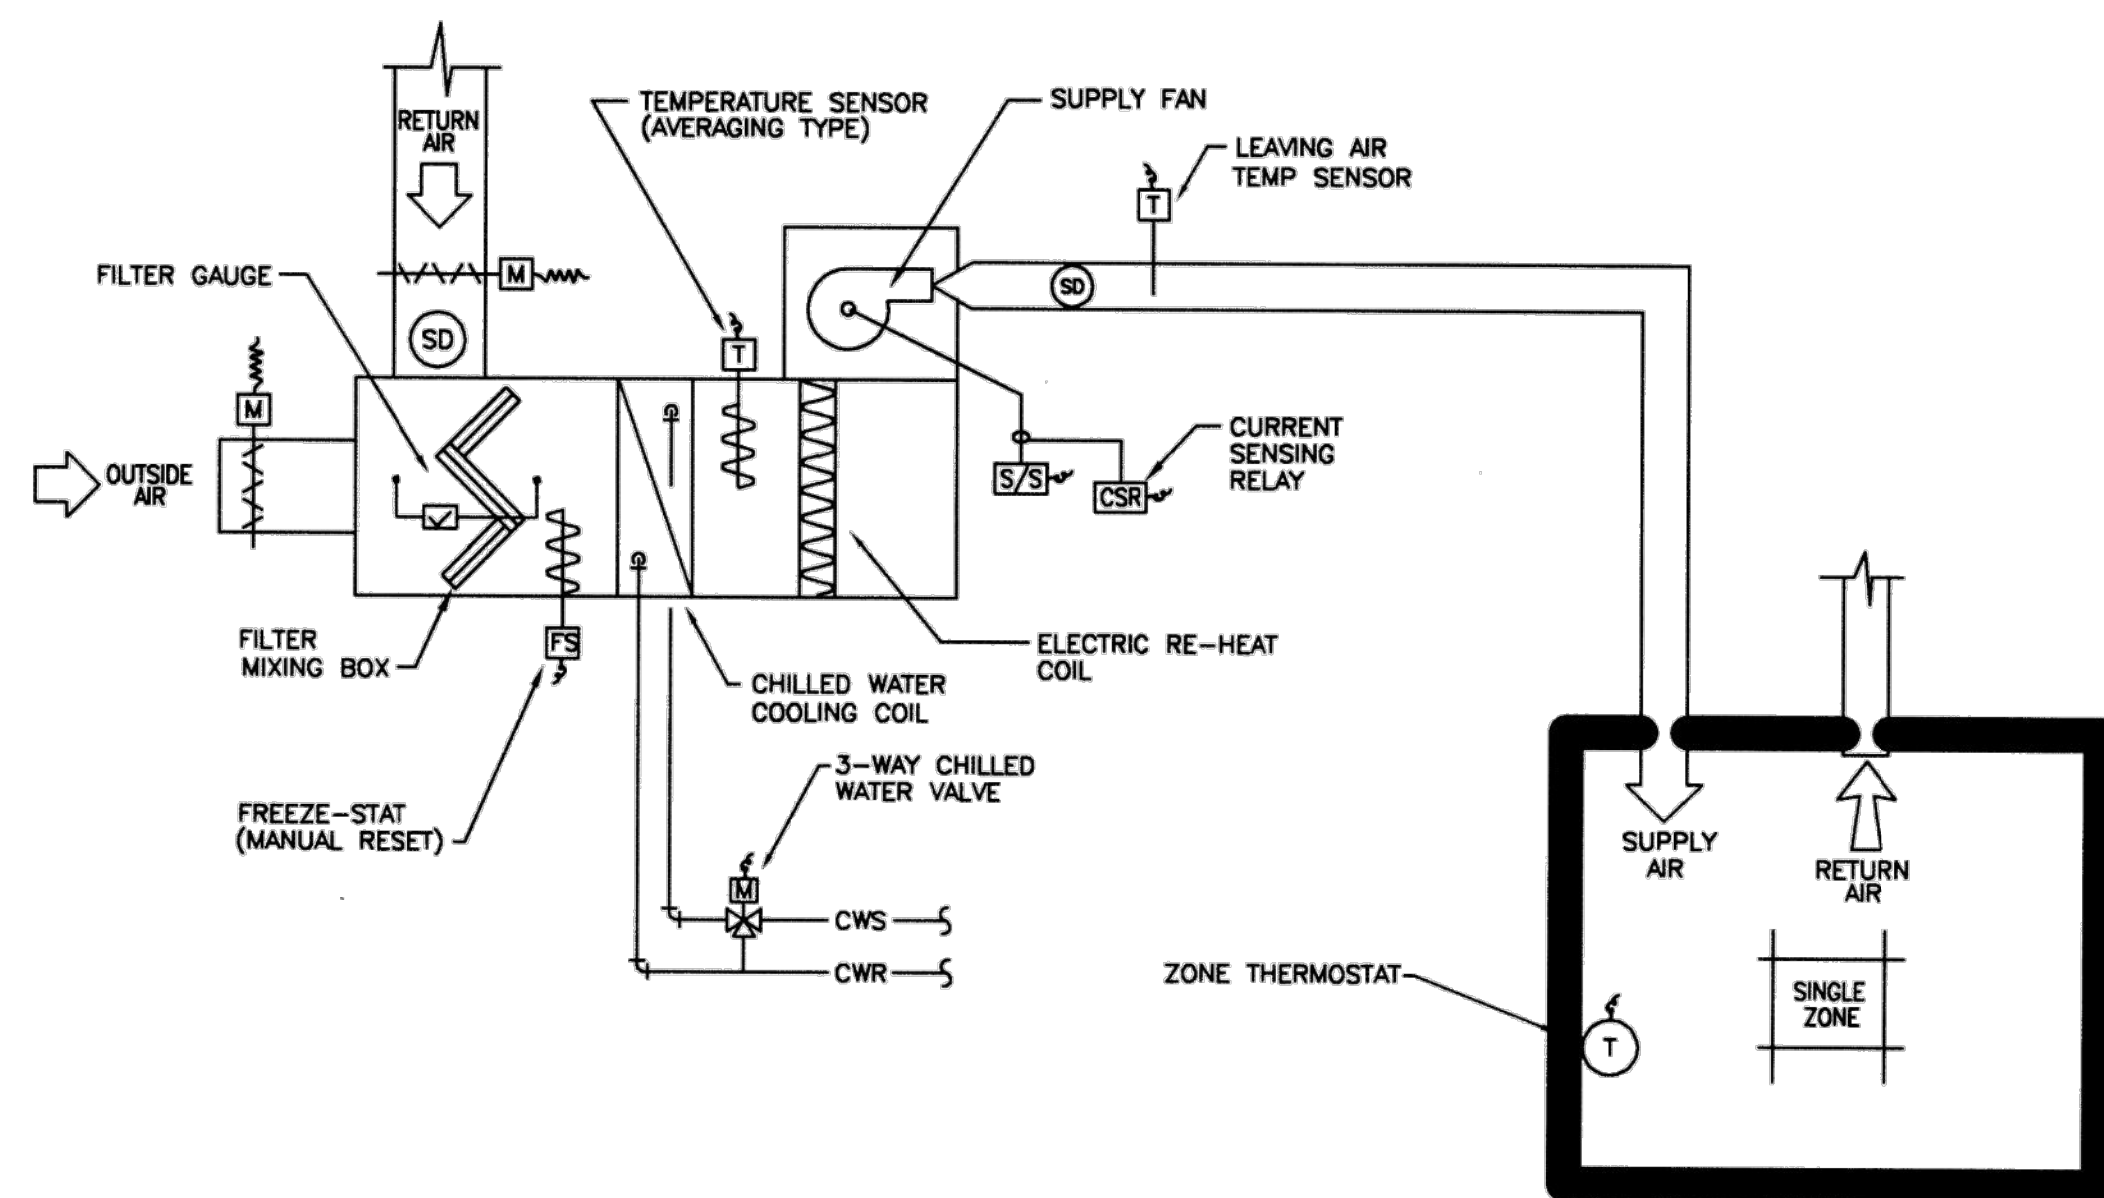 RETURN
AIR
TEMPERATURE SENSOR
(AVERAGING TYPE)
SUPPLY FAN
LEAVING AIR
TEMP SENSOR
T
FILTER GAUGE
M
SD
SD
T
M
OUTSIDE
AIR
S/S
CSR
CURRENT
SENSING
RELAY
FILTER
MIXING BOX
FS
ELECTRIC RE-HEAT
COIL
CHILLED WATER
COOLING COIL
FREEZE-STAT
(MANUAL RESET)
3-WAY CHILLED
WATER VALVE
M
CWS
CWR
SUPPLY
AIR
RETURN
AIR
ZONE THERMOSTAT
SINGLE
ZONE
T